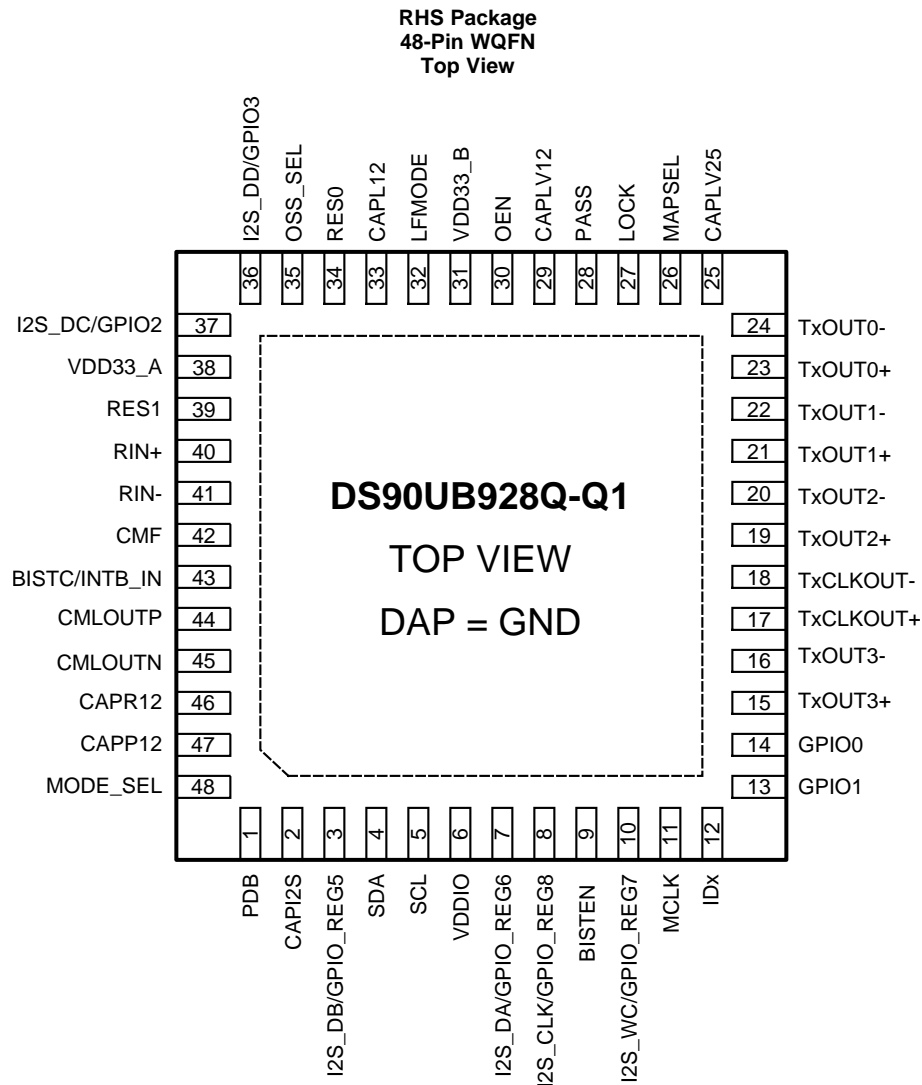 RHS Package
48-Pin WQFN
Top View
I2S_DD/GPIO3
OSS_SEL
RES0
CAPL12
LFMODE
VDD33_B
OEN
CAPLV12
PASS
LOCK
MAPSEL
CAPLV25
36
35
34
33
32
31
30
29
28
27
26
25
I2S_DC/GPIO2 37
VDD33_A 38
RES1 39
RIN+ 40
RIN- 41
CMF 42
BISTC/INTB_IN 43
CMLOUTP 44
CMLOUTN 45
CAPR12 46
CAPP12 47
MODE_SEL 48
DS90UB928Q-Q1
TOP VIEW
DAP = GND
24 TxOUT0-
23 TxOUT0+
22 TxOUT1-
21 TxOUT1+
20 TxOUT2-
19 TxOUT2+
18 TxCLKOUT-
17 TxCLKOUT+
16 TxOUT3-
15 TxOUT3+
14 GPIO0
13 GPIO1
1
2
3
4
5
6
7
8
9
10
11
12
PDB
CAPI2S
I2S_DB/GPIO_REG5
SDA
SCL
VDDIO
I2S_DA/GPIO_REG6
I2S_CLK/GPIO_REG8
BISTEN
I2S_WC/GPIO_REG7
MCLK
IDx